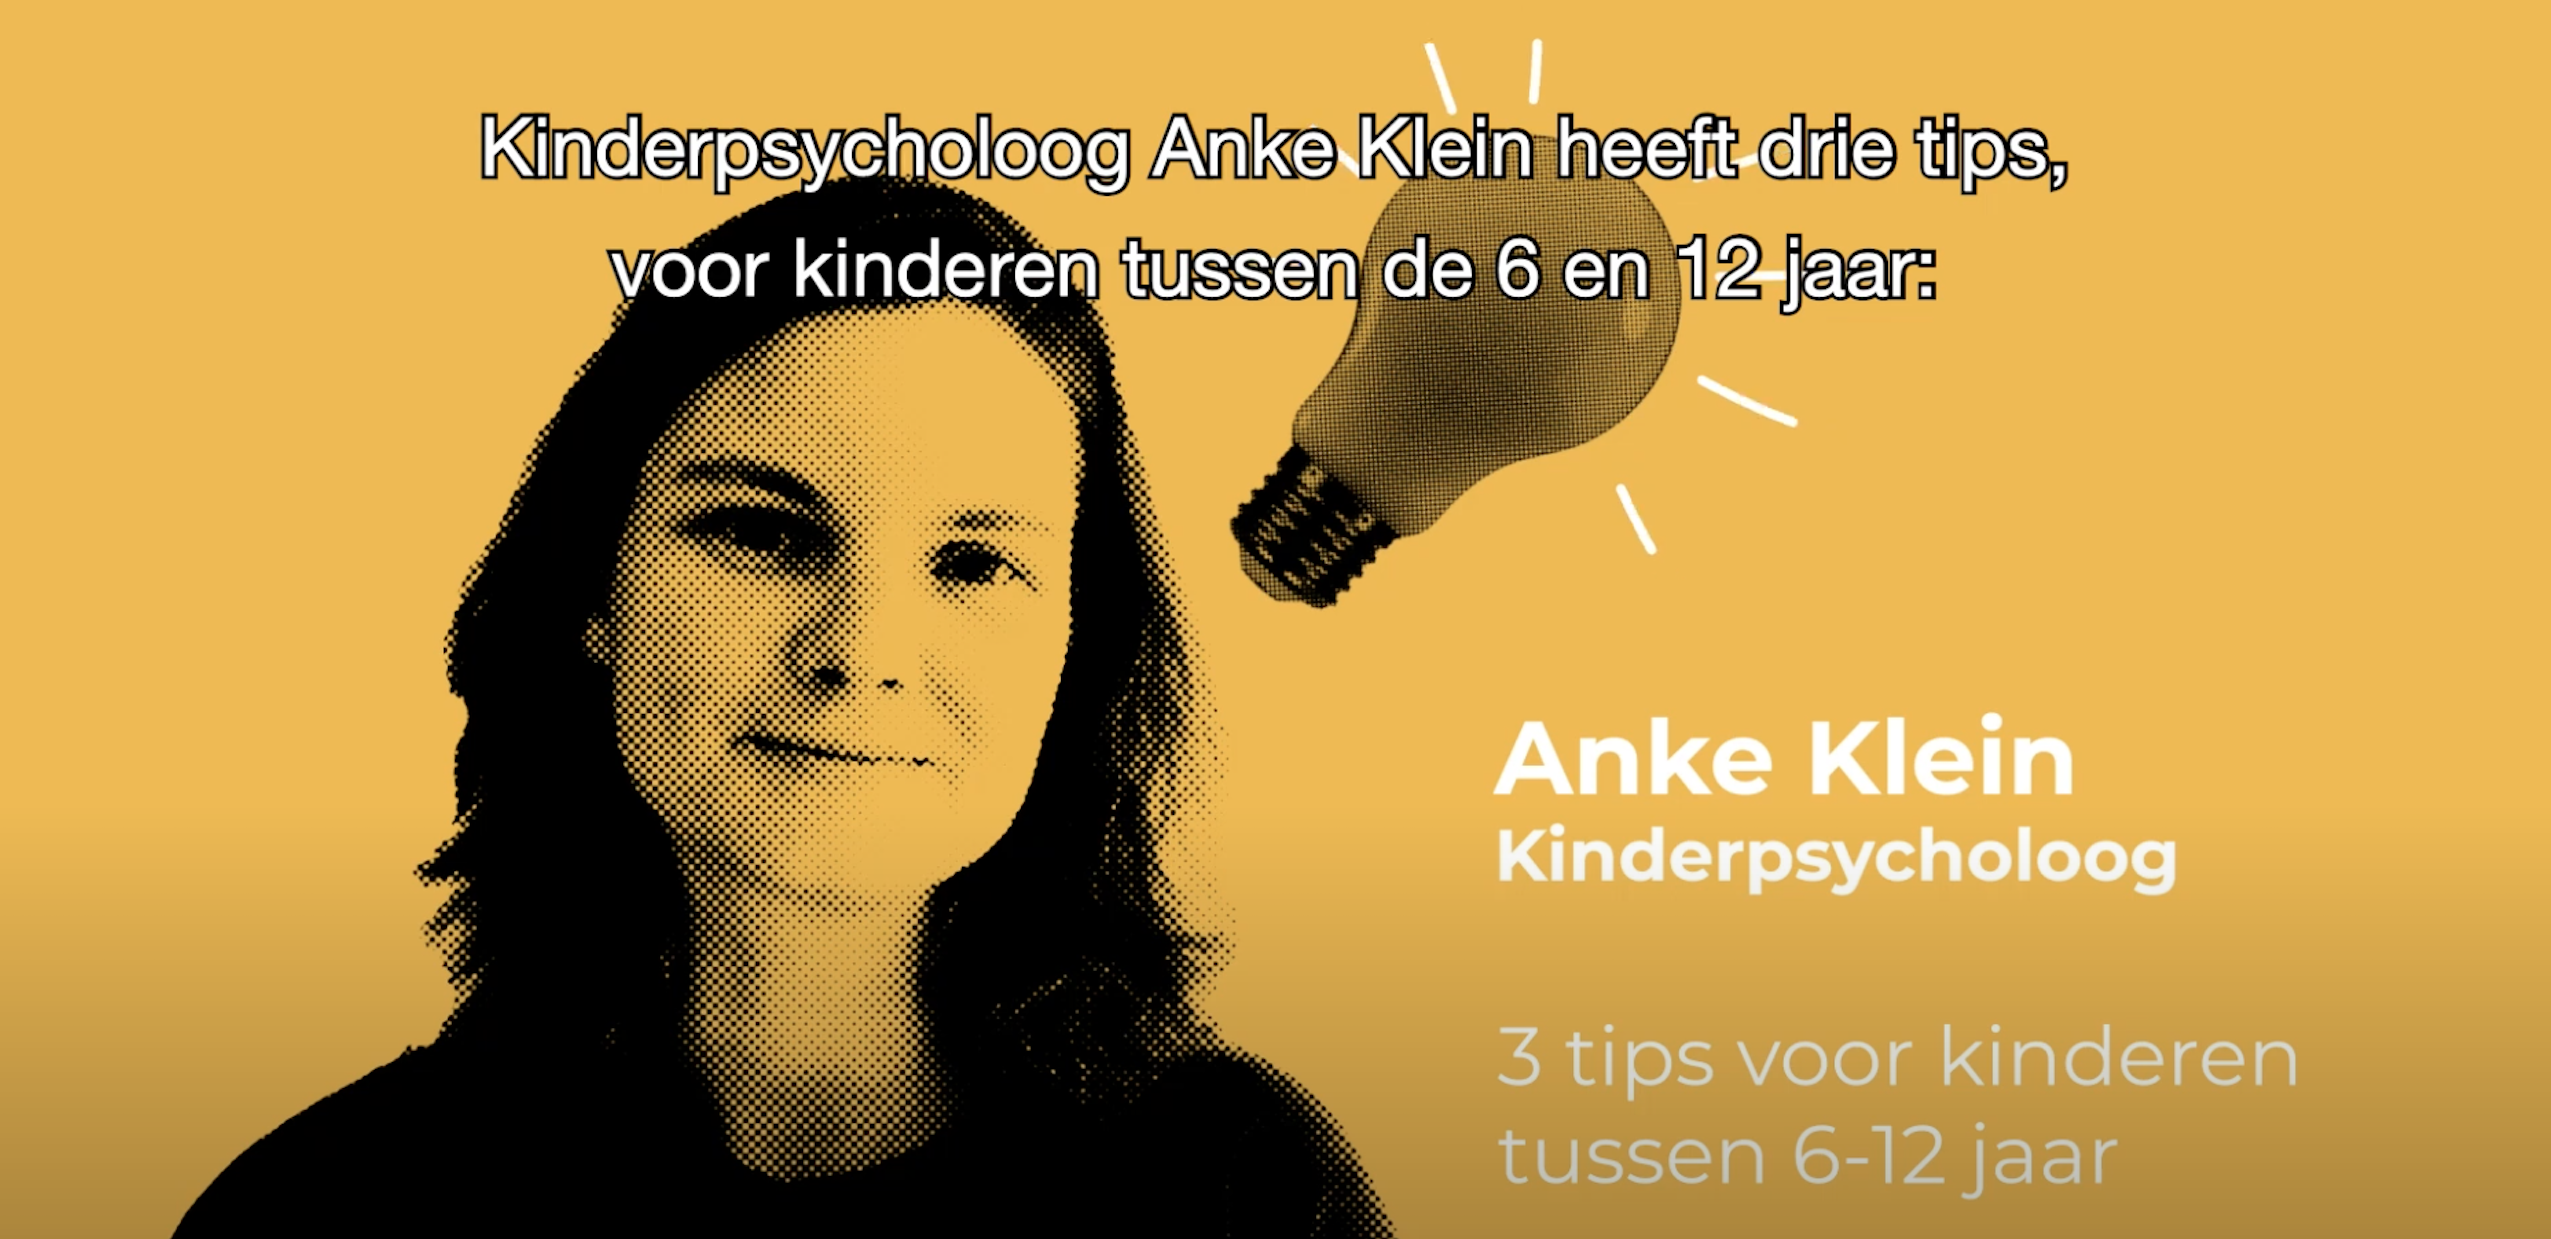 Kinderpsycholoog Anke Klein heeft drie tips,
voor kinderen tussen de 6 en 12 jaar:
Anke Klein
Kinderpsycholoog
3 tips voor kinderen
tussen 6-12 jaar